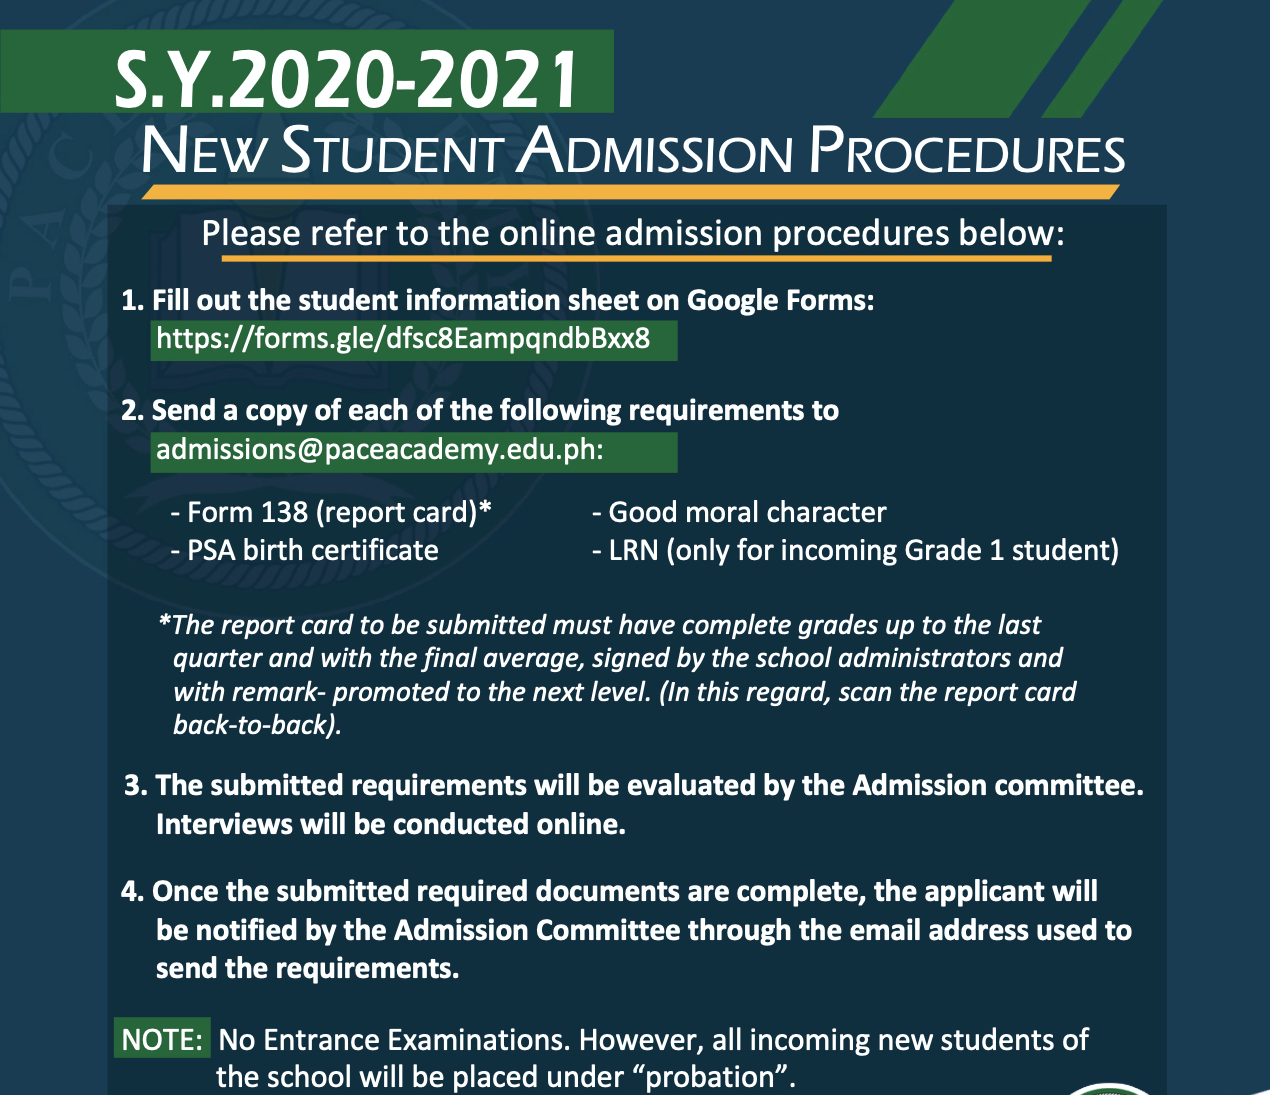 S.Y.2020-2021
NEW STUDENT ADMISSION PROCEDURES
Please refer to the online admission procedures below:
1. Fill out the student information sheet on Google Forms:
https://forms.gle/dfsc8EampqndbBxx8
2. Send a copy of each of the following requirements to
admissions@paceacademy.edu.ph:
- Form 138 (report card)*
- PSA birth certificate
- Good moral character
- LRN (only for incoming Grade 1 student)
*The report card to be submitted must have complete grades up to the last
quarter and with the final average, signed by the school administrators and
with remark- promoted to the next level. (In this regard, scan the report card
back-to-back).
3. The submitted requirements will be evaluated by the Admission committee.
Interviews will be conducted online.
4. Once the submitted required documents are complete, the applicant will
be notified by the Admission Committee through the email address used to
send the requirements.
NOTE: No Entrance Examinations. However, all incoming new students of
the school will be placed under “probation”.